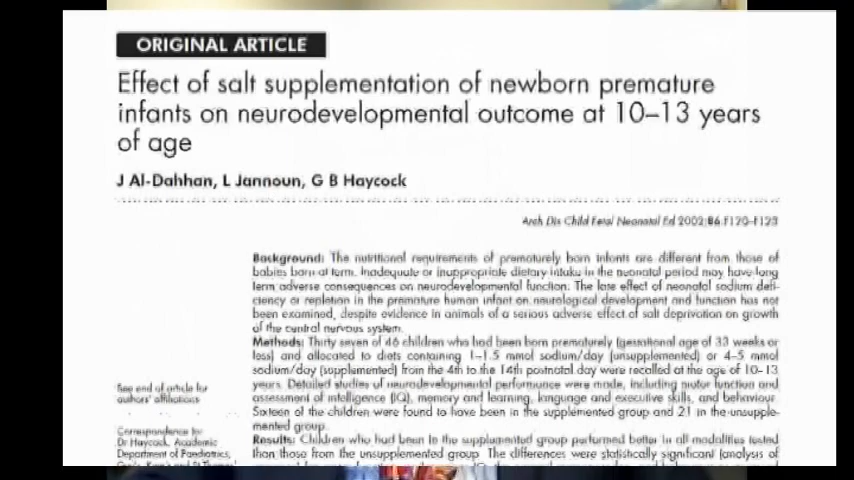 ORIGINAL ARTICLE
Effect of salt supplementation of newborn premature
infants on neurodevelopmental outcome at 10–13 years
of age
J Al-Dahhan, L Jannoun, G B Haycock
Arch Dis Child Fetal Neonatal Ed 2002;86:F120–F123
Background: The nutritional requirements of prematurely born infants are different from those of
babies born at term. Inadequate or inappropriate dietary intake in the neonatal period may have long
term adverse consequences on neurodevelopmental function. The late effect of neonatal sodium defi-
ciency or repletion in the premature human infant on neurological development and function has not
been examined, despite evidence in animals of a serious adverse effect of salt deprivation on growth
of the central nervous system.
Methods: Thirty seven of 46 children who had been born prematurely (gestational age of 33 weeks or
less) and allocated to diets containing 1–1.5 mmol sodium/day (unsupplemented) or 4–5 mmol
sodium/day (supplemented) from the 4th to the 14th postnatal day were recalled at the age of 10–13
years. Detailed studies of neurodevelopmental performance were made, including motor function and
assessment of intelligence (IQ), memory and learning, language and executive skills, and behaviour.
Sixteen of the children were found to have been in the supplemented group and 21 in the unsupple-
mented group.
Results: Children who had been in the supplemented group performed better in all modalities tested
than those from the unsupplemented group. The differences were statistically significant (analysis of
See end of article for
authors' affiliations
Correspondence to:
Dr Haycock, Academic
Department of Paediatrics,